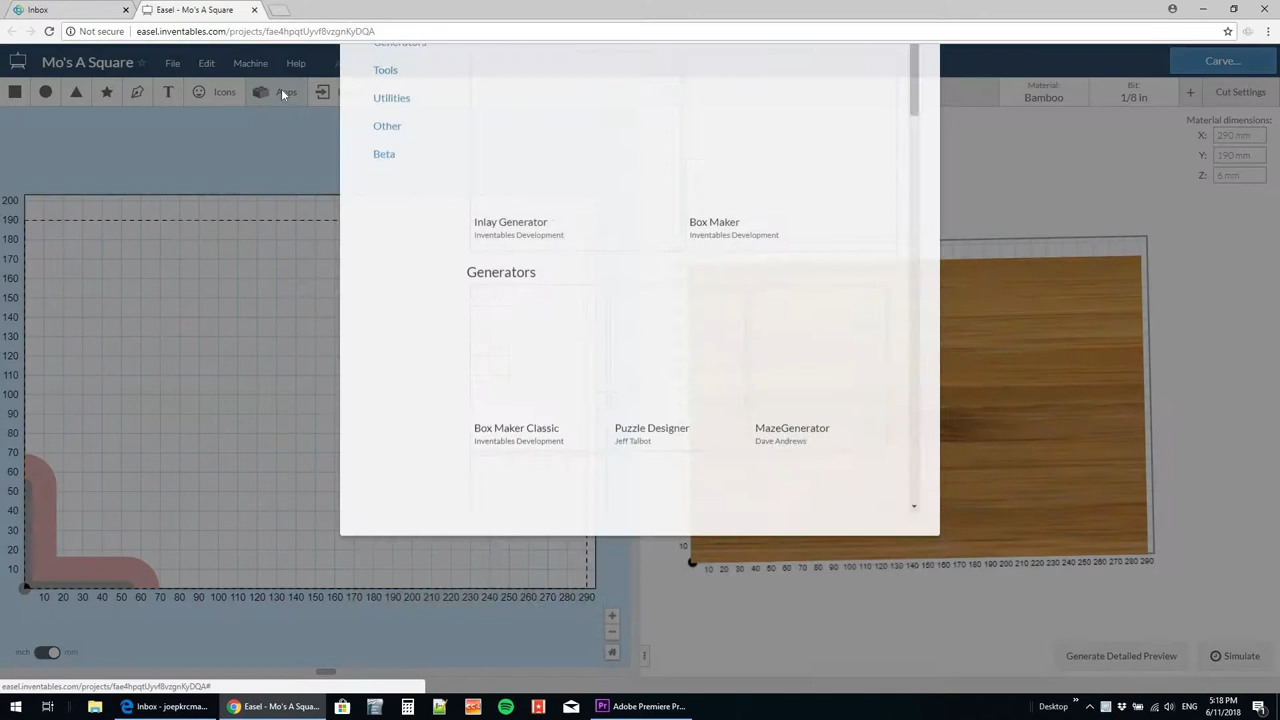 Inbox
Easel - Mo's A Square
Not secure
easel.inventables.com/projects/fae4hpqtUyvf8vzgnKyDQA
Mo's A Square
File
Edit
Machine
Help
Carve...
T
Icons
Apps
Material:
Bamboo
Bit:
1/8 in
Cut Settings
Material dimensions:
X: 290 mm
Y: 190 mm
Z: 6 mm
Generators
Tools
Utilities
Other
Beta
Inlay Generator
Inventables Development
Box Maker
Inventables Development
Generators
Box Maker Classic
Inventables Development
Puzzle Designer
Jeff Talbot
MazeGenerator
Dave Andrews
200
190
180
170
160
150
140
130
120
110
100
90
80
70
60
50
40
30
20
10
10 20 30 40 50 60 70 80 90 100 110 120 130 140 150 160 170 180 190 200 210 220 230 240 250 260 270 280 290
10
10 20 30 40 50 60 70 80 90 100 110 120 130 140 150 160 170 180 190 200 210 220 230 240 250 260 270 280 290
inch
mm
Generate Detailed Preview
Simulate
easel.inventables.com/projects/fae4hpqtUyvf8vzgnKyDQA#
Inbox - joepkrcma...
Easel - Mo's A Squa...
Adobe Premiere Pr...
Desktop
5:18 PM
6/11/2018